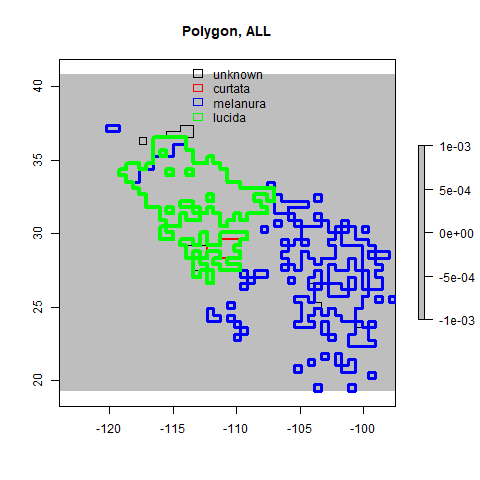 Polygon, ALL
unknown
curtata
melanura
lucida
40
35
30
25
20
1e-03
5e-04
0e+00
-5e-04
-1e-03
-120
-115
-110
-105
-100